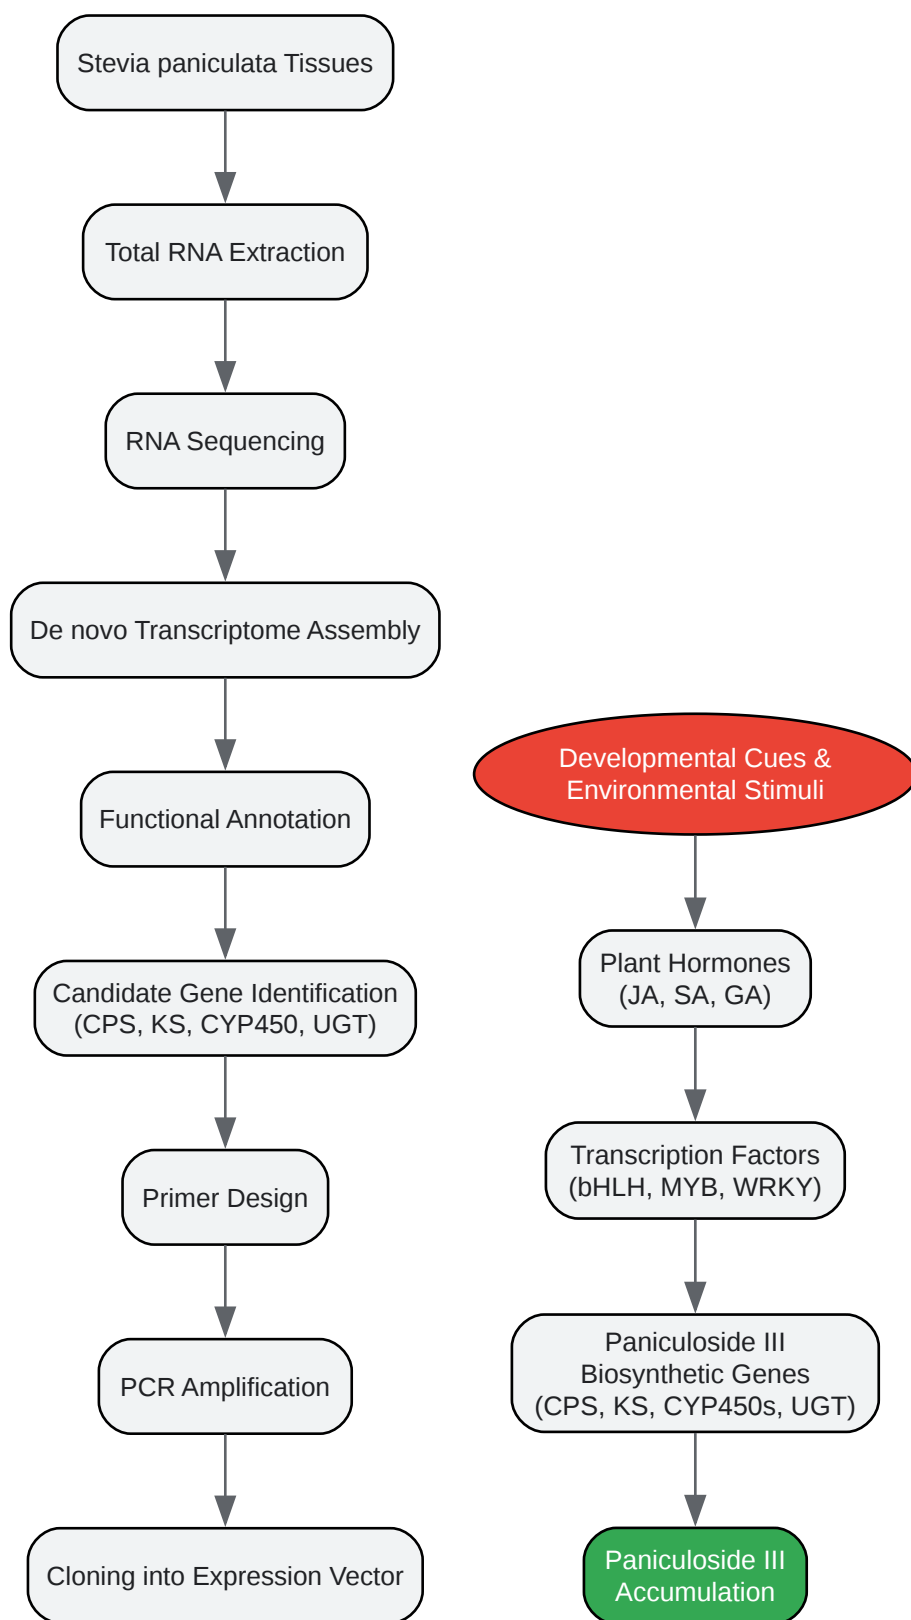 Stevia paniculata Tissues
Total RNA Extraction
RNA Sequencing
De novo Transcriptome Assembly
Functional Annotation
Candidate Gene Identification
(CPS, KS, CYP450, UGT)
Primer Design
PCR Amplification
Cloning into Expression Vector
Developmental Cues &
Environmental Stimuli
Plant Hormones
(JA, SA, GA)
Transcription Factors
(bHLH, MYB, WRKY)
Paniculoside III
Biosynthetic Genes
(CPS, KS, CYP450s, UGT)
Paniculoside III
Accumulation